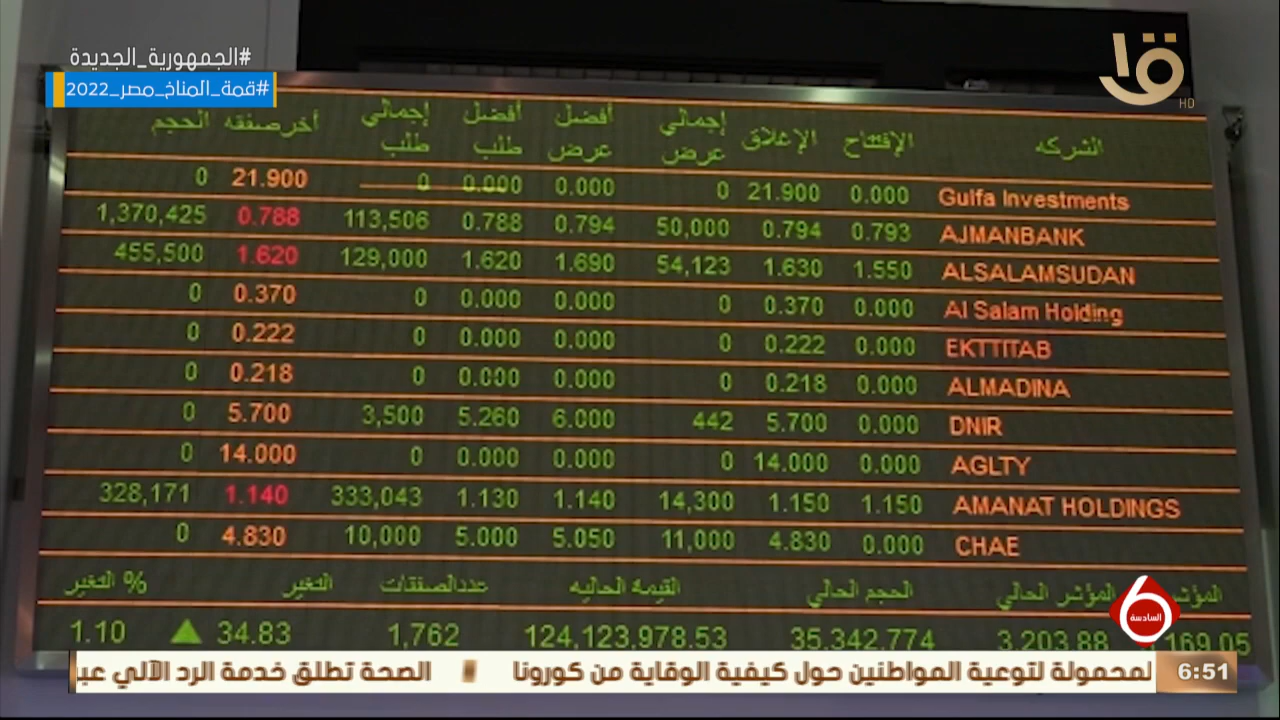 #الجمهورية_الجديدة
#قمة_المناخ_مصر_2022
HD
الشركه الإفتتاح الإغلاق إجمالي عرض أفضل عرض أفضل طلب إجمالي طلب أخرصفقه الحجم
Gulfa Investments 0.000 21.900 0 0.000 0.000 0 21.900 0
AJMANBANK 0.793 0.794 50,000 0.794 0.788 113,506 0.788 1,370,425
ALSALAMSUDAN 1.550 1.630 54,123 1.690 1.620 129,000 1.620 455,500
Al Salam Holding 0.000 0.370 0 0.000 0.000 0 0.370 0
EKTTITAB 0.000 0.222 0 0.000 0.000 0 0.222 0
ALMADINA 0.000 0.218 0 0.000 0.000 0 0.218 0
DNIR 0.000 5.700 442 6.000 5.260 3,500 5.700 0
AGLTY 0.000 14.000 0 0.000 0.000 0 14.000 0
AMANAT HOLDINGS 1.150 1.150 14,300 1.140 1.130 333,043 1.140 328,171
CHAE 0.000 4.830 11,000 5.050 5.000 10,000 4.830 0
المؤشر الحالي الحجم الحالي القيمة الحاليه عددالصفقات التغير % التغير
169.05 3,203.88 35,342,774 124,123,978.53 1,762 34.83 ▲ 1.10
السادسة
6:51
لمحمولة لتوعية المواطنين حول كيفية الوقاية من كورونا الصحة تطلق خدمة الرد الآلي عبر